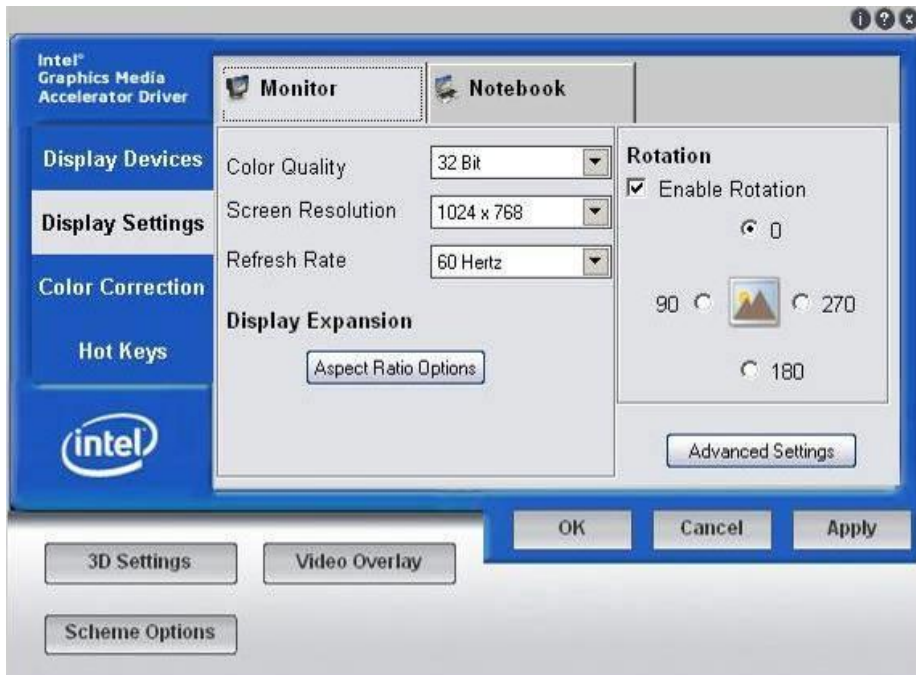 Intel®
Graphics Media
Accelerator Driver
Monitor
Notebook
Display Devices
Display Settings
Color Correction
Hot Keys
intel
Color Quality
32 Bit
Screen Resolution
1024 x 768
Refresh Rate
60 Hertz
Display Expansion
Aspect Ratio Options
Rotation
Enable Rotation
0
90
270
180
Advanced Settings
OK
Cancel
Apply
3D Settings
Video Overlay
Scheme Options